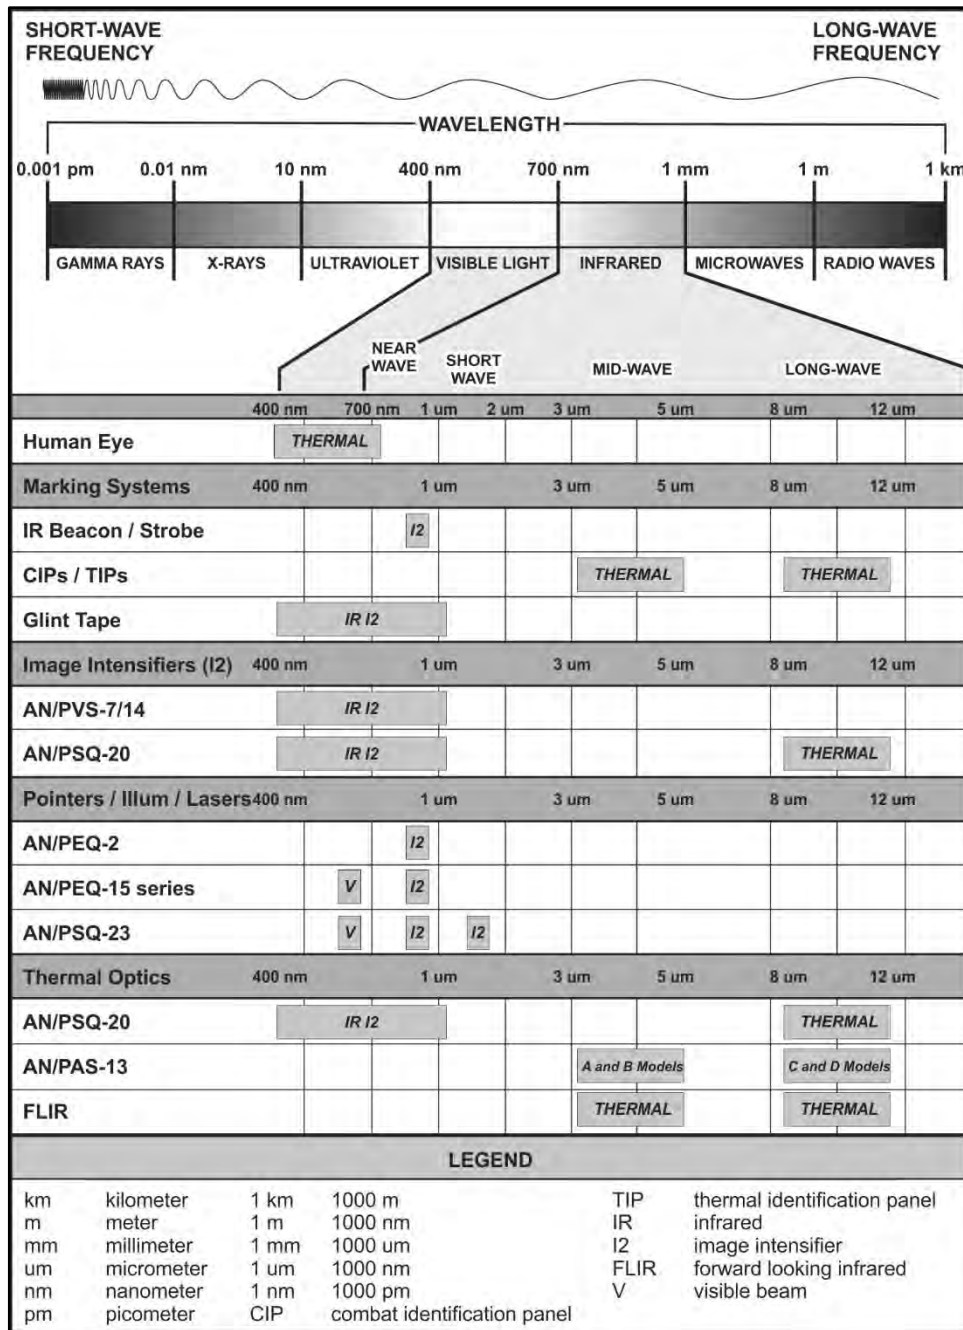 SHORT-WAVE FREQUENCY
LONG-WAVE FREQUENCY
WAVELENGTH
0.001 pm 0.01 nm 10 nm 400 nm 700 nm 1 mm 1 m 1 km
GAMMA RAYS X-RAYS ULTRAVIOLET VISIBLE LIGHT INFRARED MICROWAVES RADIO WAVES
NEAR WAVE SHORT WAVE MID-WAVE LONG-WAVE
400 nm 700 nm 1 um 2 um 3 um 5 um 8 um 12 um
Human Eye THERMAL
Marking Systems 400 nm 1 um 3 um 5 um 8 um 12 um
IR Beacon / Strobe I2
CIPs / TIPs THERMAL THERMAL
Glint Tape IR I2
Image Intensifiers (I2) 400 nm 1 um 3 um 5 um 8 um 12 um
AN/PVS-7/14 IR I2
AN/PSQ-20 IR I2 THERMAL
Pointers / Illum / Lasers 400 nm 1 um 3 um 5 um 8 um 12 um
AN/PEQ-2 I2
AN/PEQ-15 series V I2
AN/PSQ-23 V I2 I2
Thermal Optics 400 nm 1 um 3 um 5 um 8 um 12 um
AN/PSQ-20 IR I2 THERMAL
AN/PAS-13 A and B Models C and D Models
FLIR THERMAL THERMAL
LEGEND
km kilometer 1 km 1000 m TIP thermal identification panel
m meter 1 m 1000 nm IR infrared
mm millimeter 1 mm 1000 um I2 image intensifier
um micrometer 1 um 1000 nm FLIR forward looking infrared
nm nanometer 1 nm 1000 pm V visible beam
pm picometer CIP combat identification panel